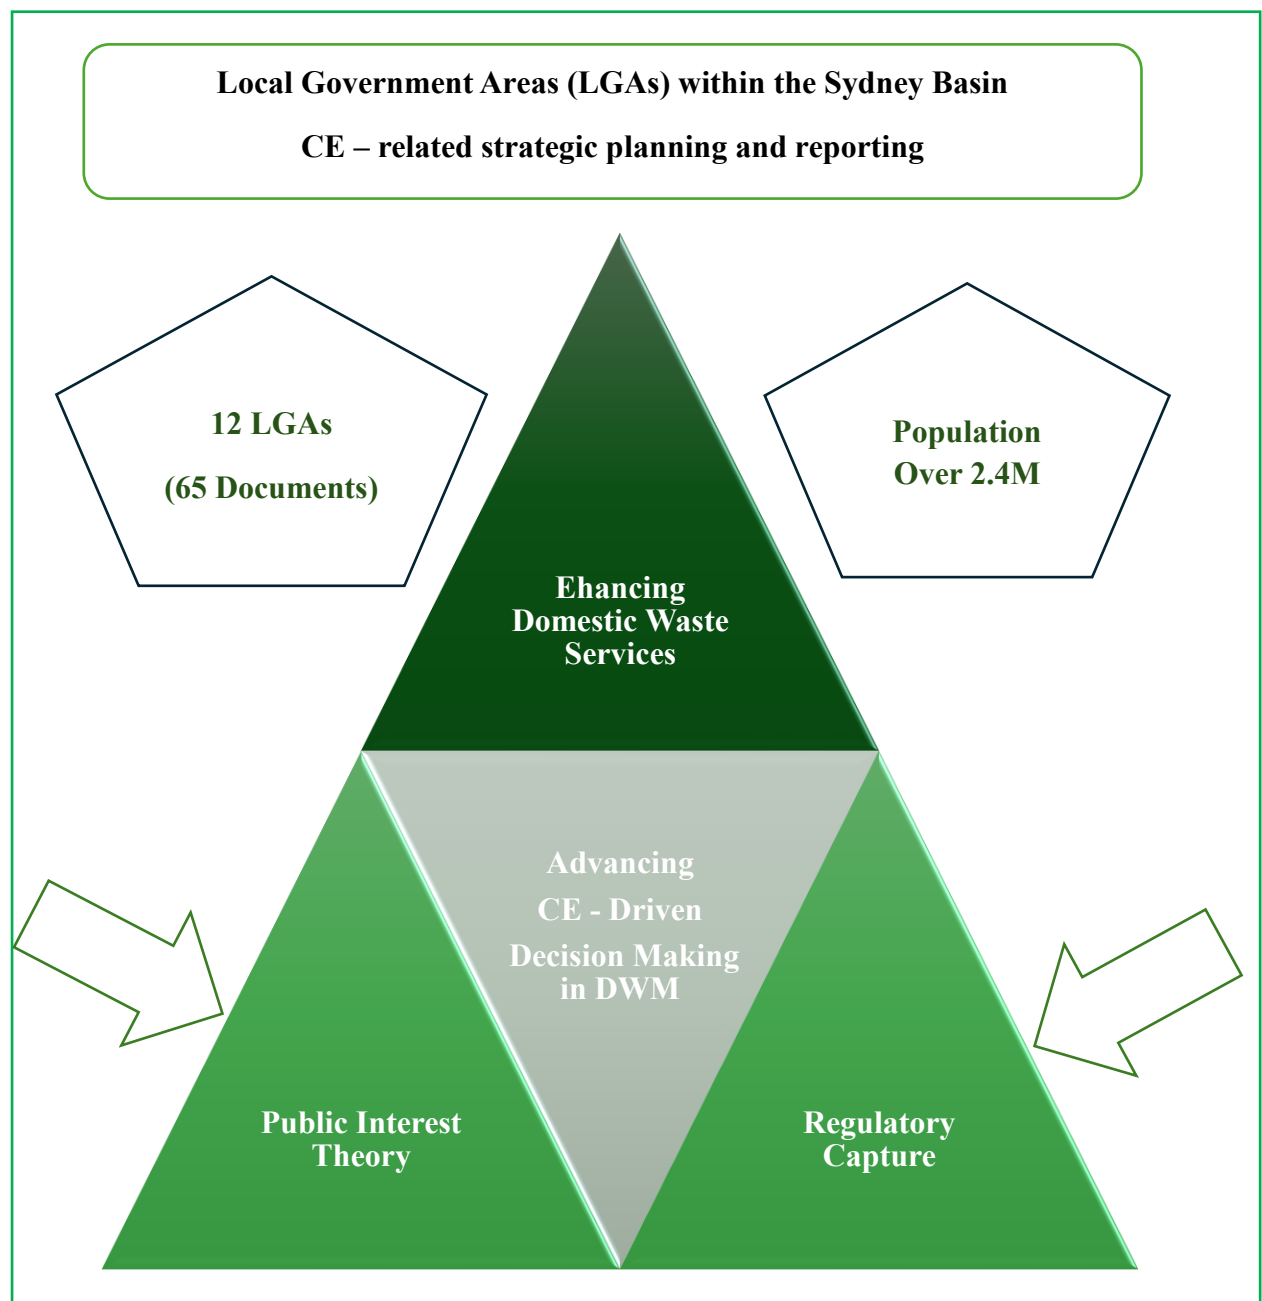 Local Government Areas (LGAs) within the Sydney Basin
CE – related strategic planning and reporting
12 LGAs
(65 Documents)
Population
Over 2.4M
Ehancing
Domestic Waste
Services
Advancing
CE - Driven
Decision Making
in DWM
Public Interest
Theory
Regulatory
Capture